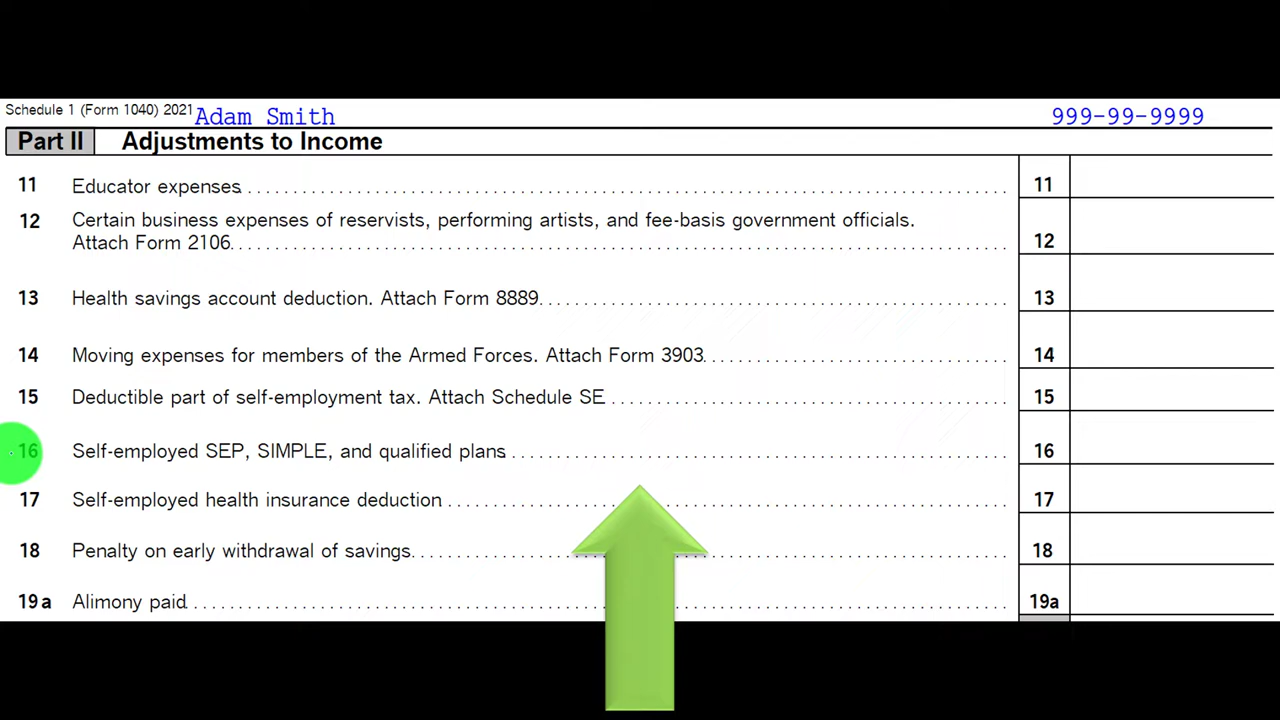 Schedule 1 (Form 1040) 2021 Adam Smith 999-99-9999
Part II Adjustments to Income
11 Educator expenses 11
12 Certain business expenses of reservists, performing artists, and fee-basis government officials.
Attach Form 2106 12
13 Health savings account deduction. Attach Form 8889 13
14 Moving expenses for members of the Armed Forces. Attach Form 3903 14
15 Deductible part of self-employment tax. Attach Schedule SE 15
16 Self-employed SEP, SIMPLE, and qualified plans 16
17 Self-employed health insurance deduction 17
18 Penalty on early withdrawal of savings 18
19a Alimony paid 19a